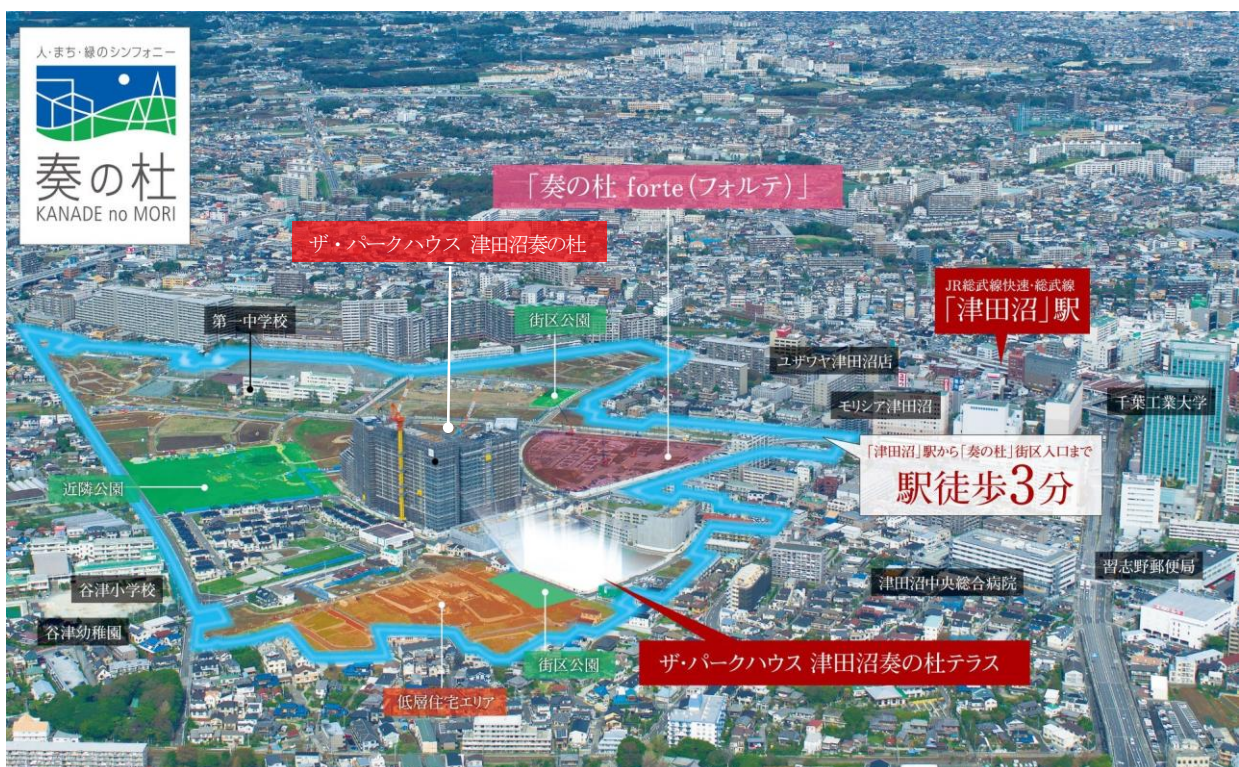 人・まち・緑のシンフォニー
奏の杜
KANADE no MORI
「奏の杜 forte(フォルテ)」
ザ・パークハウス 津田沼奏の杜
JR総武線快速・総武線
「津田沼」駅
第一中学校
街区公園
ユザワヤ津田沼店
モリシア津田沼
千葉工業大学
「津田沼」駅から「奏の杜」街区入口まで
駅徒歩3分
近隣公園
谷津小学校
谷津幼稚園
津田沼中央総合病院
習志野郵便局
街区公園
ザ・パークハウス 津田沼奏の杜テラス
低層住宅エリア